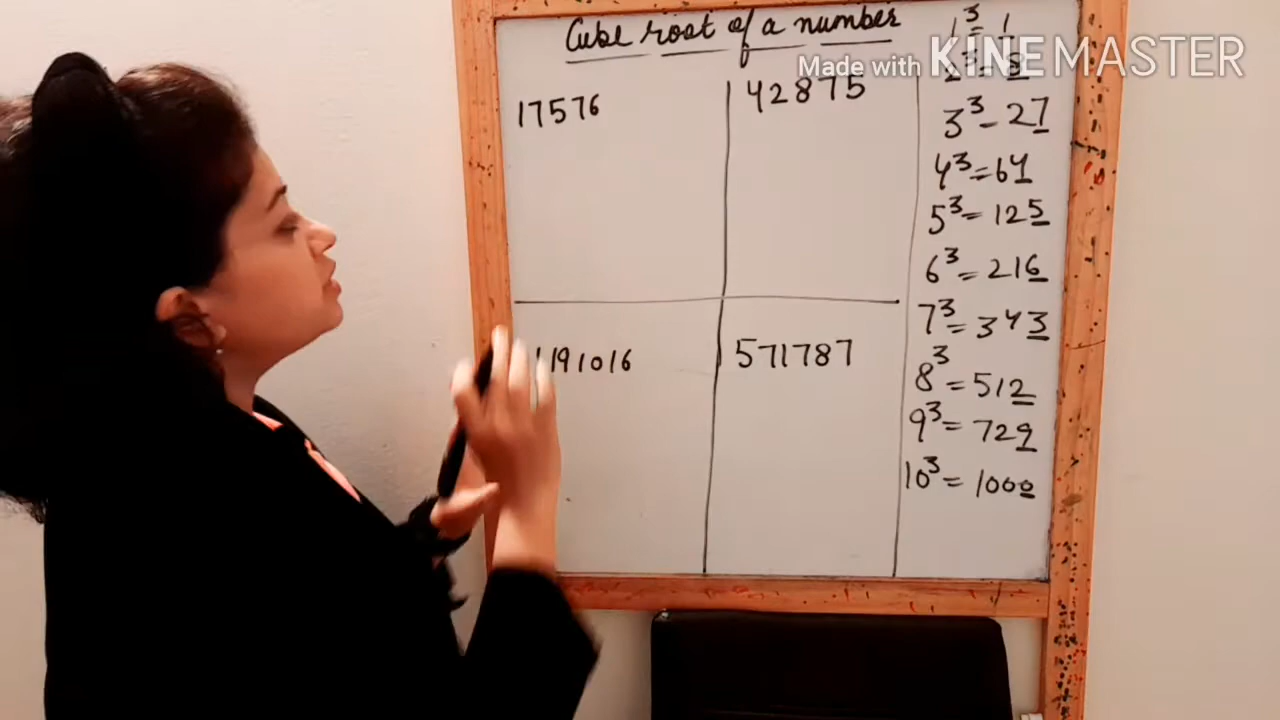 Cube root of a number
Made with KINEMASTER
17576
42875
1191016
571787
1³ = 1
2³ = 8
3³ - 27
4³ = 64
5³ = 125
6³ = 216
7³ = 343
8³ = 512
9³ = 729
10³ = 1000